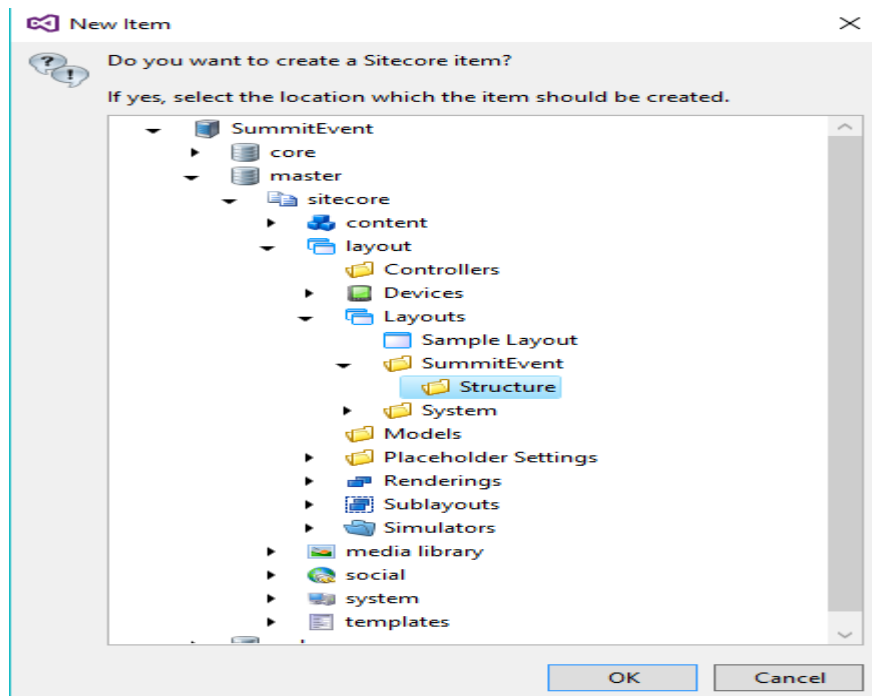 New Item
Do you want to create a Sitecore item?
If yes, select the location which the item should be created.
SummitEvent
core
master
sitecore
content
layout
Controllers
Devices
Layouts
Sample Layout
SummitEvent
Structure
System
Models
Placeholder Settings
Renderings
Sublayouts
Simulators
media library
social
system
templates
OK
Cancel